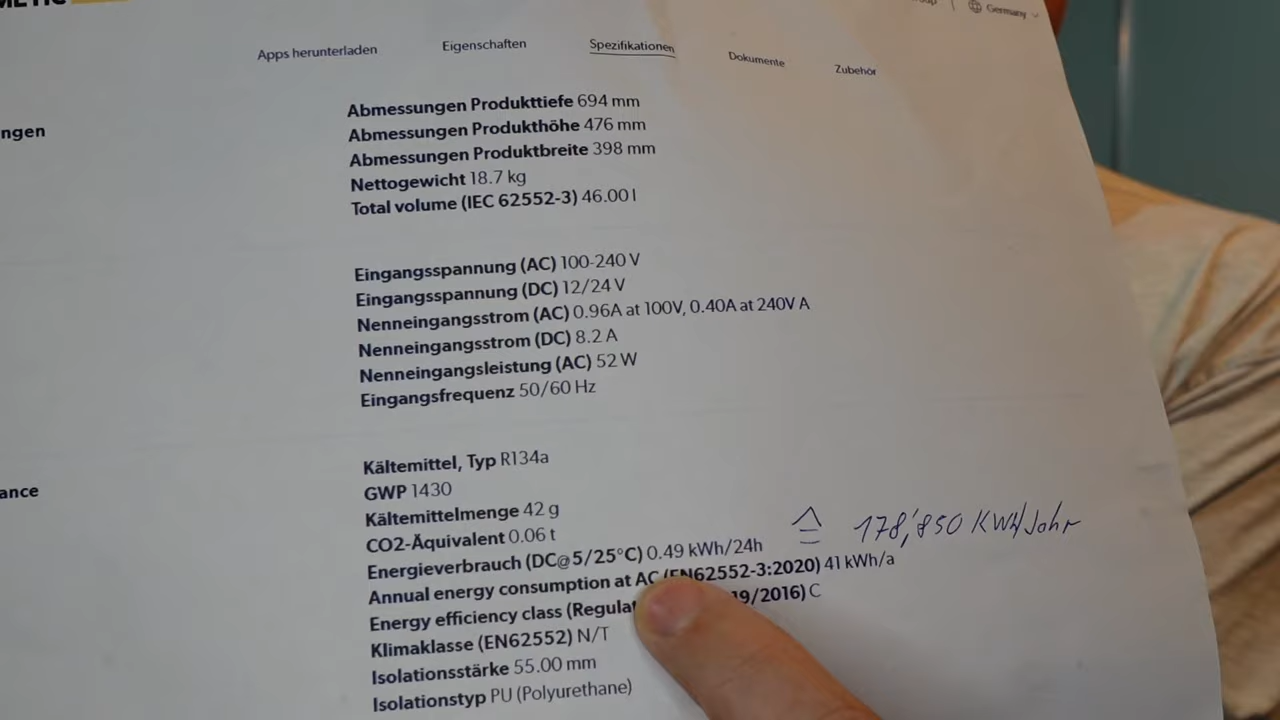 Germany
Apps herunterladen Eigenschaften Spezifikationen Dokumente Zubehör
ngen
Abmessungen Produkttiefe 694 mm
Abmessungen Produkthöhe 476 mm
Abmessungen Produktbreite 398 mm
Nettogewicht 18.7 kg
Total volume (IEC 62552-3) 46.00 l
Eingangsspannung (AC) 100-240 V
Eingangsspannung (DC) 12/24 V
Nenneingangsstrom (AC) 0.96A at 100V, 0.40A at 240V A
Nenneingangsstrom (DC) 8.2 A
Nenneingangsleistung (AC) 52 W
Eingangsfrequenz 50/60 Hz
ance
Kältemittel, Typ R134a
GWP 1430
Kältemittelmenge 42 g
CO2-Äquivalent 0.06 t
Energieverbrauch (DC@5/25°C) 0.49 kWh/24h ≙ 178,850 KWh/Jahr
Annual energy consumption at AC (EN62552-3:2020) 41 kWh/a
Energy efficiency class (Regula 19/2016) C
Klimaklasse (EN62552) N/T
Isolationsstärke 55.00 mm
Isolationstyp PU (Polyurethane)